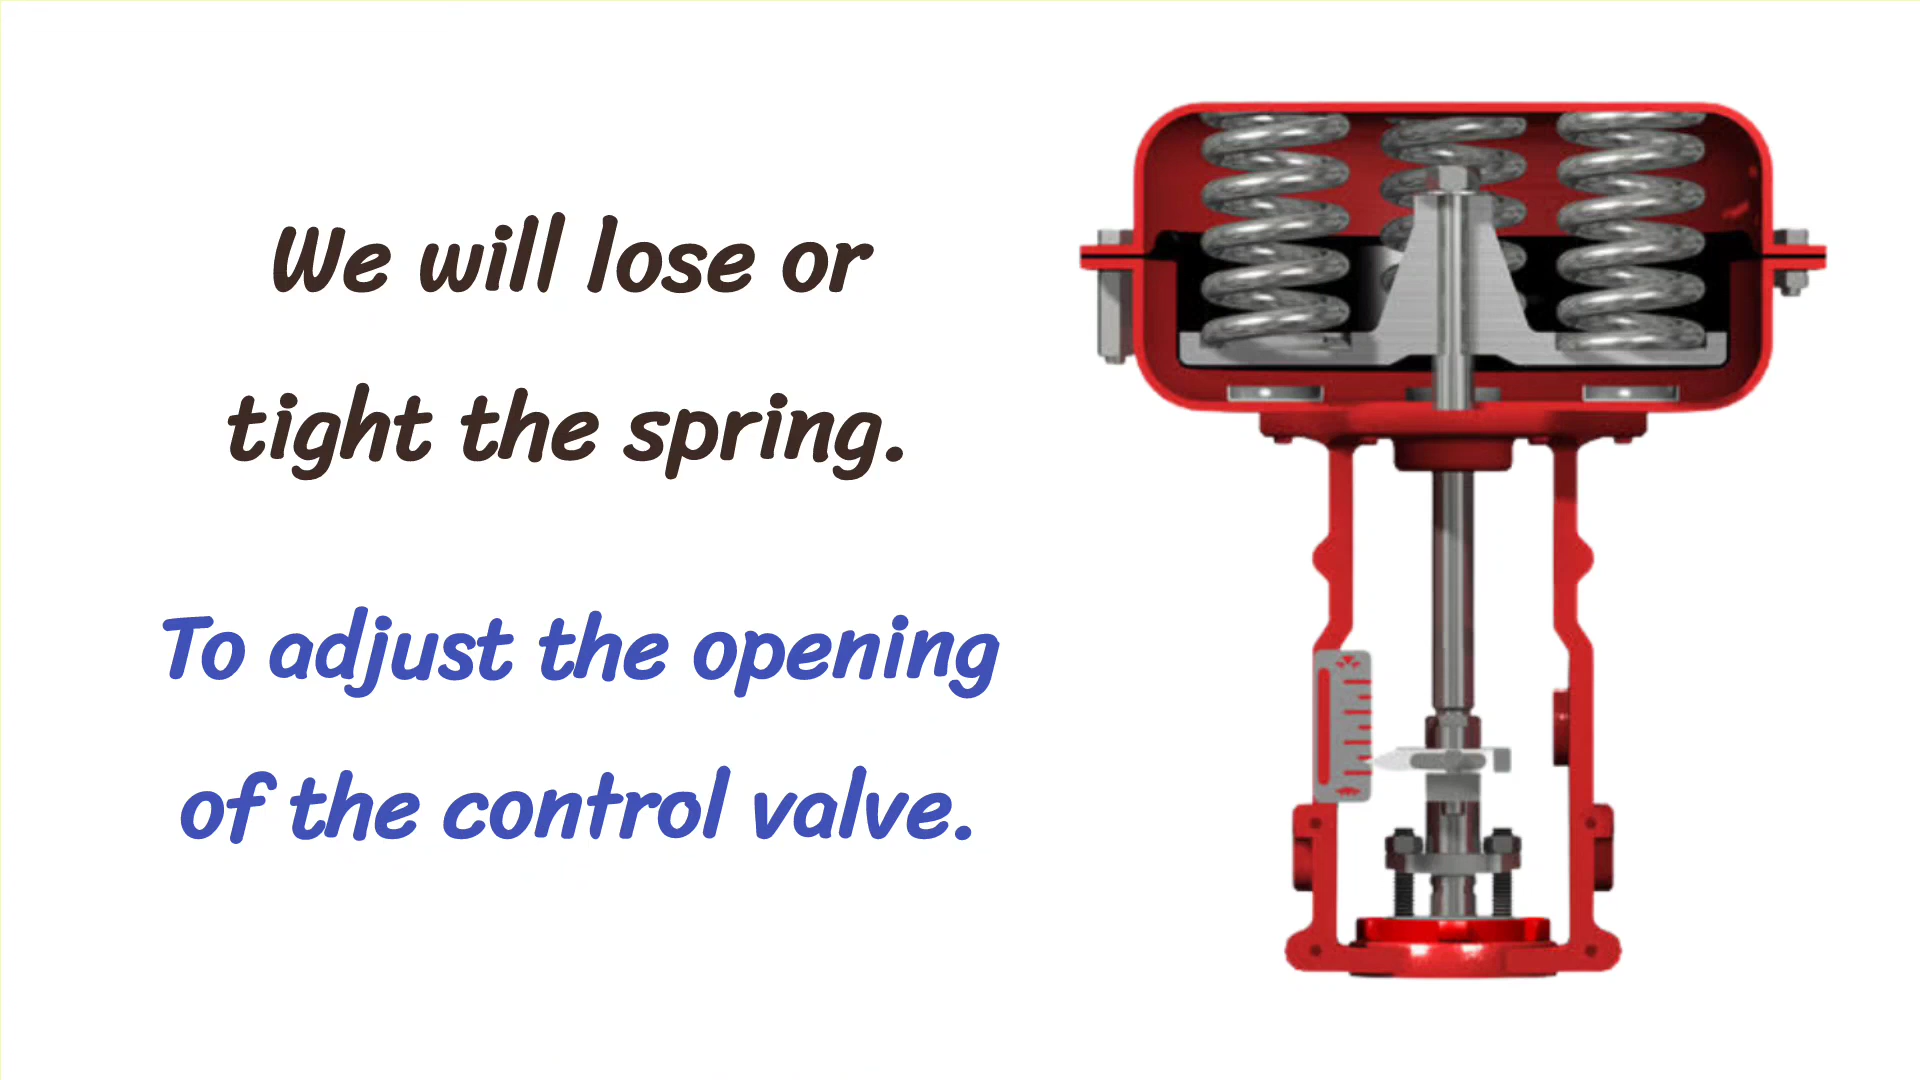 We will lose or
tight the spring.
To adjust the opening
of the control valve.